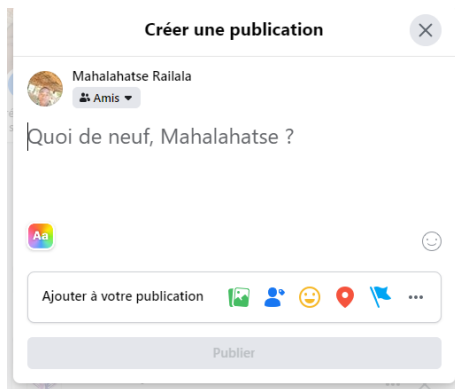 Créer une publication
Mahalahatse Railala
Amis
Quoi de neuf, Mahalahatse ?
Aa
Ajouter à votre publication
Publier